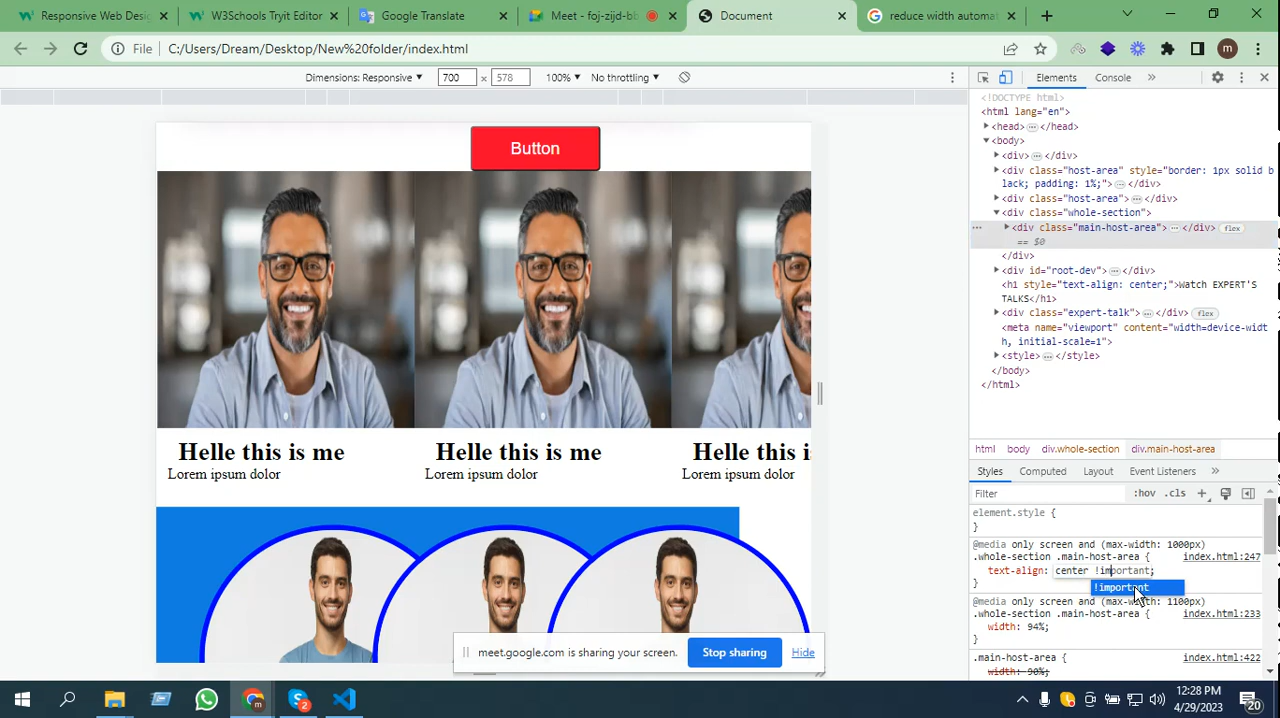 Responsive Web Desi
W3Schools Tryit Editor
Google Translate
Meet - foj-zijd-bb
Document
reduce width automat
File
C:/Users/Dream/Desktop/New%20folder/index.html
m
Dimensions: Responsive
700
×
578
100%
No throttling
Elements
Console
»
Button
Helle this is me
Lorem ipsum dolor
Helle this is me
Lorem ipsum dolor
Helle this i
Lorem ipsum dolor
<!DOCTYPE html>
<html lang="en">
<head> </head>
<body>
<div> </div>
<div class="host-area" style="border: 1px solid b
lack; padding: 1%;"> </div>
<div class="host-area"> </div>
<div class="whole-section">
<div class="main-host-area"> </div> flex
== $0
</div>
<div id="root-dev"> </div>
<h1 style="text-align: center;">Watch EXPERT'S
TALKS</h1>
<div class="expert-talk"> </div> flex
<meta name="viewport" content="width=device-widt
h, initial-scale=1">
<style> </style>
</body>
</html>
html body div.whole-section div.main-host-area
Styles Computed Layout Event Listeners »
Filter
:hov .cls
element.style {
}
@media only screen and (max-width: 1000px)
.whole-section .main-host-area { index.html:247
text-align: center !important;
!important
}
@media only screen and (max-width: 1100px)
.whole-section .main-host-area { index.html:233
width: 94%;
}
.main-host-area { index.html:422
width: 90%;
meet.google.com is sharing your screen.
Stop sharing
Hide
2
12:28 PM
4/29/2023
20